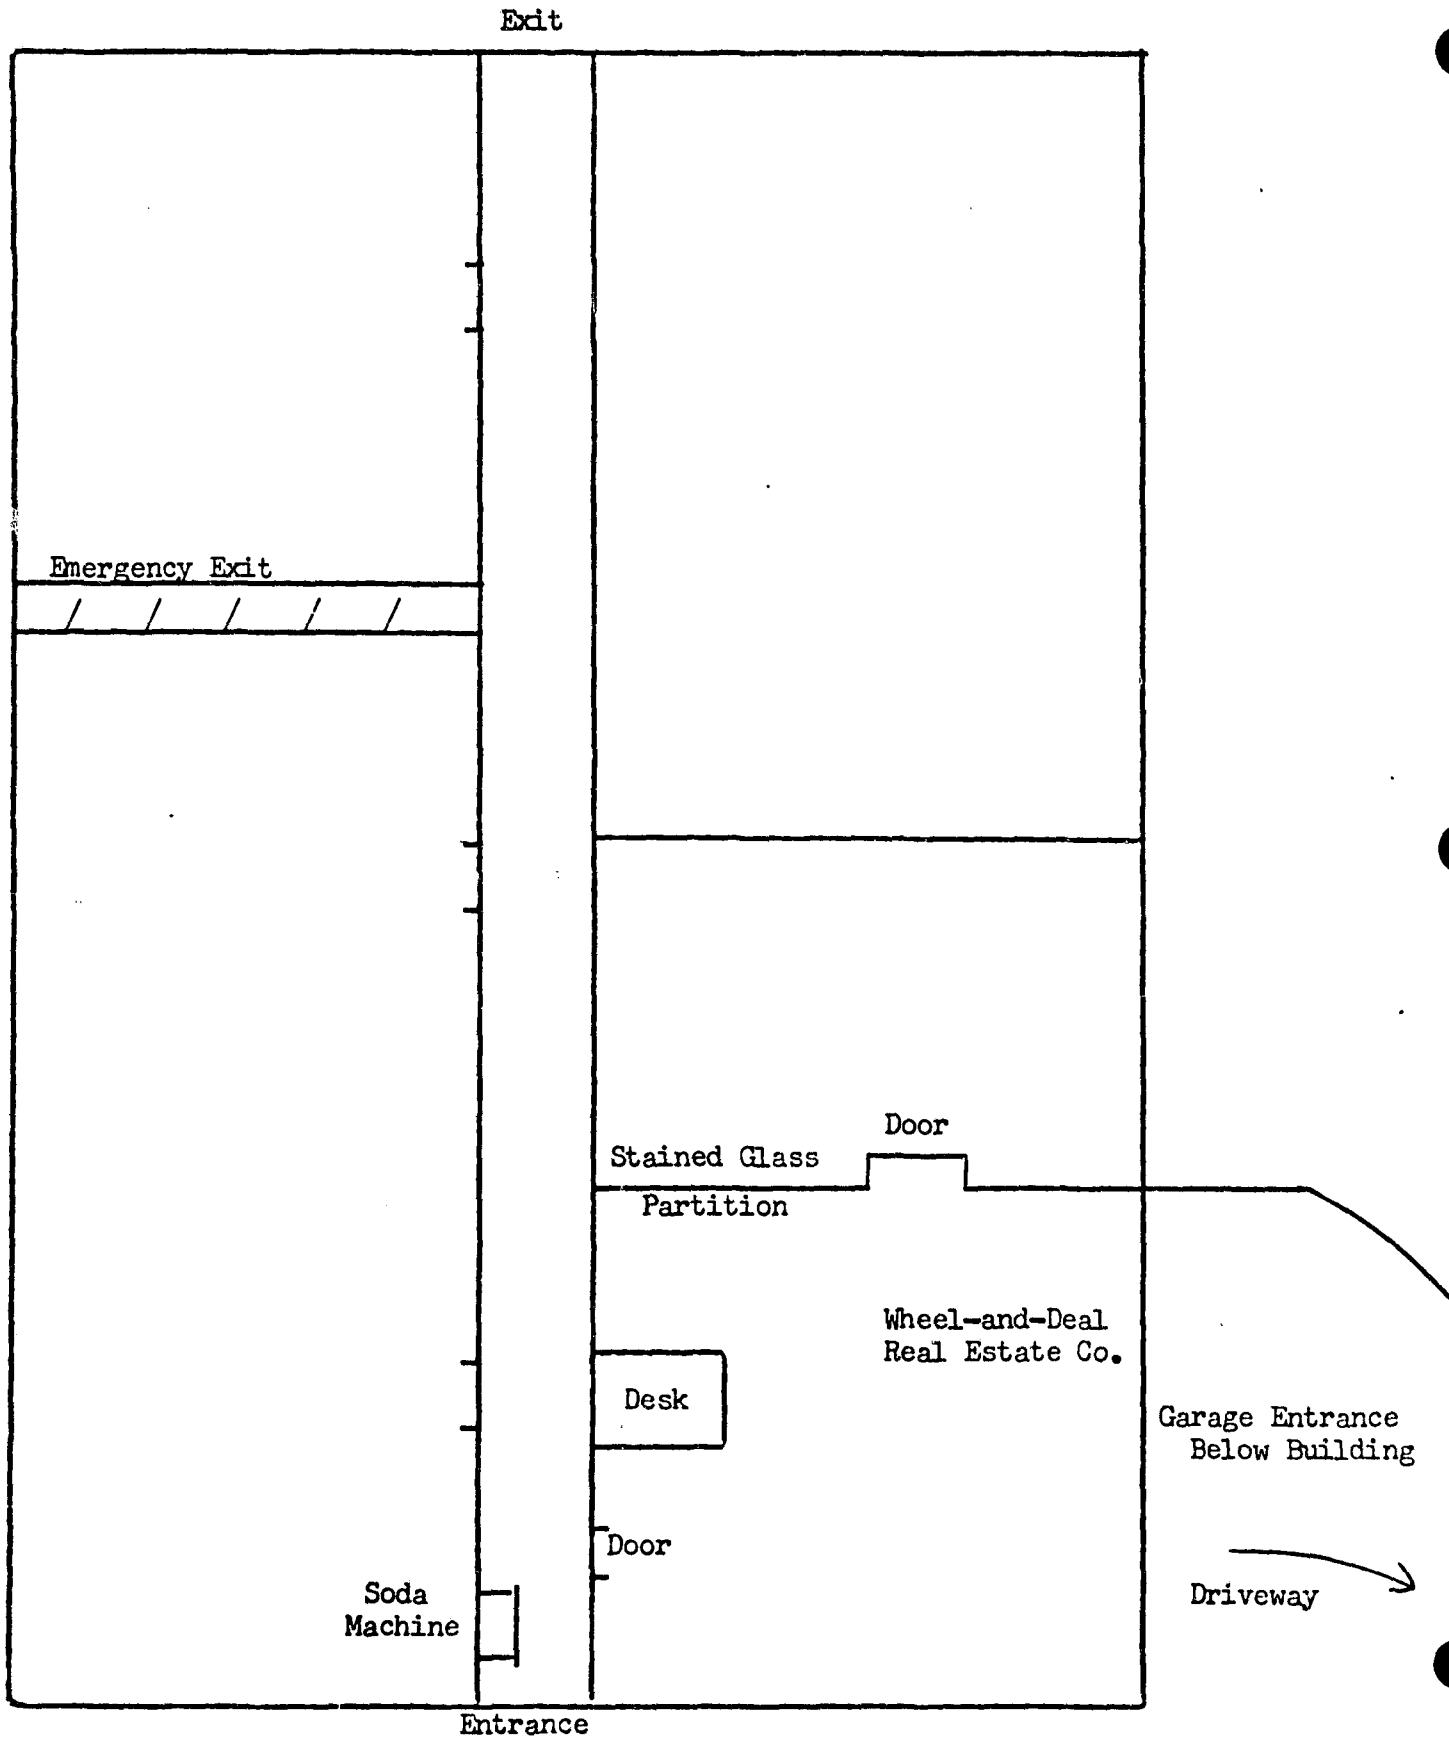 Exit
Emergency Exit
Door
Stained Glass
Partition
Wheel-and-Deal
Real Estate Co.
Desk
Garage Entrance
Below Building
Door
Soda
Machine
Driveway
Entrance